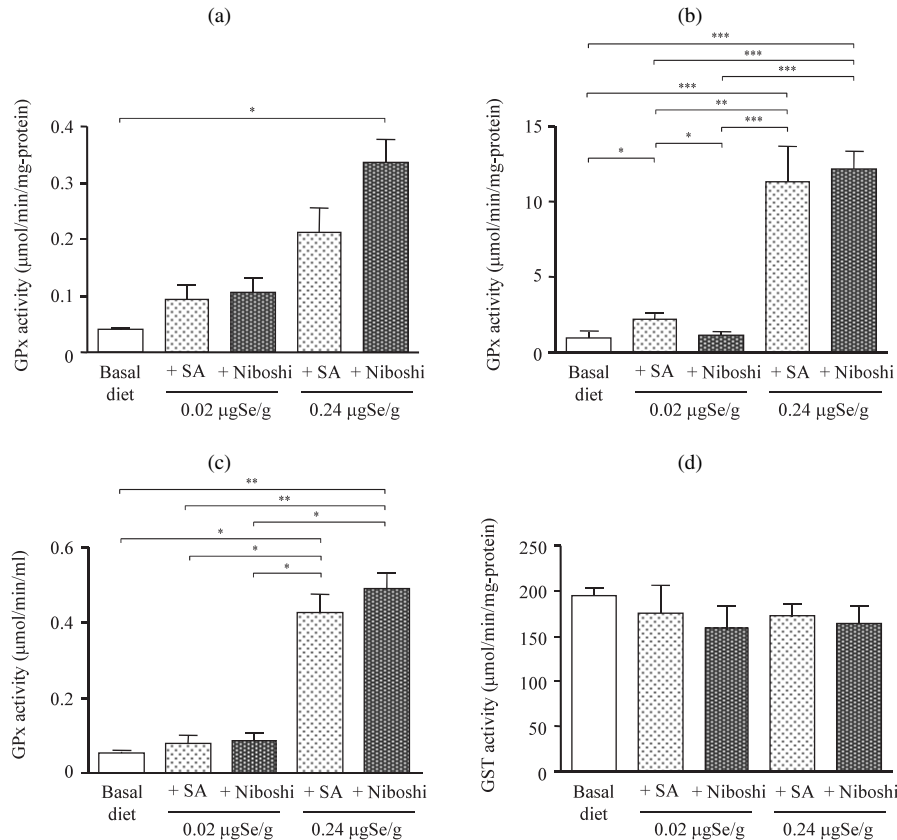 (a)
*
GPx activity (μmol/min/mg-protein)
0.4
0.3
0.2
0.1
0
Basal diet
+ SA
+ Niboshi
+ SA
+ Niboshi
0.02 μgSe/g
0.24 μgSe/g
(b)
***
***
***
***
**
***
*
*
GPx activity (μmol/min/mg-protein)
15
10
5
0
Basal
diet
+ SA
+ Niboshi
+ SA
+ Niboshi
0.02 μgSe/g
0.24 μgSe/g
(c)
**
**
*
*
*
*
GPx activity (μmol/min/ml)
0.6
0.4
0.2
0
Basal
diet
+ SA
+ Niboshi
+ SA
+ Niboshi
0.02 μgSe/g
0.24 μgSe/g
(d)
GST activity (μmol/min/mg-protein)
250
200
150
100
50
0
Basal
diet
+ SA
+ Niboshi
+ SA
+ Niboshi
0.02 μgSe/g
0.24 μgSe/g